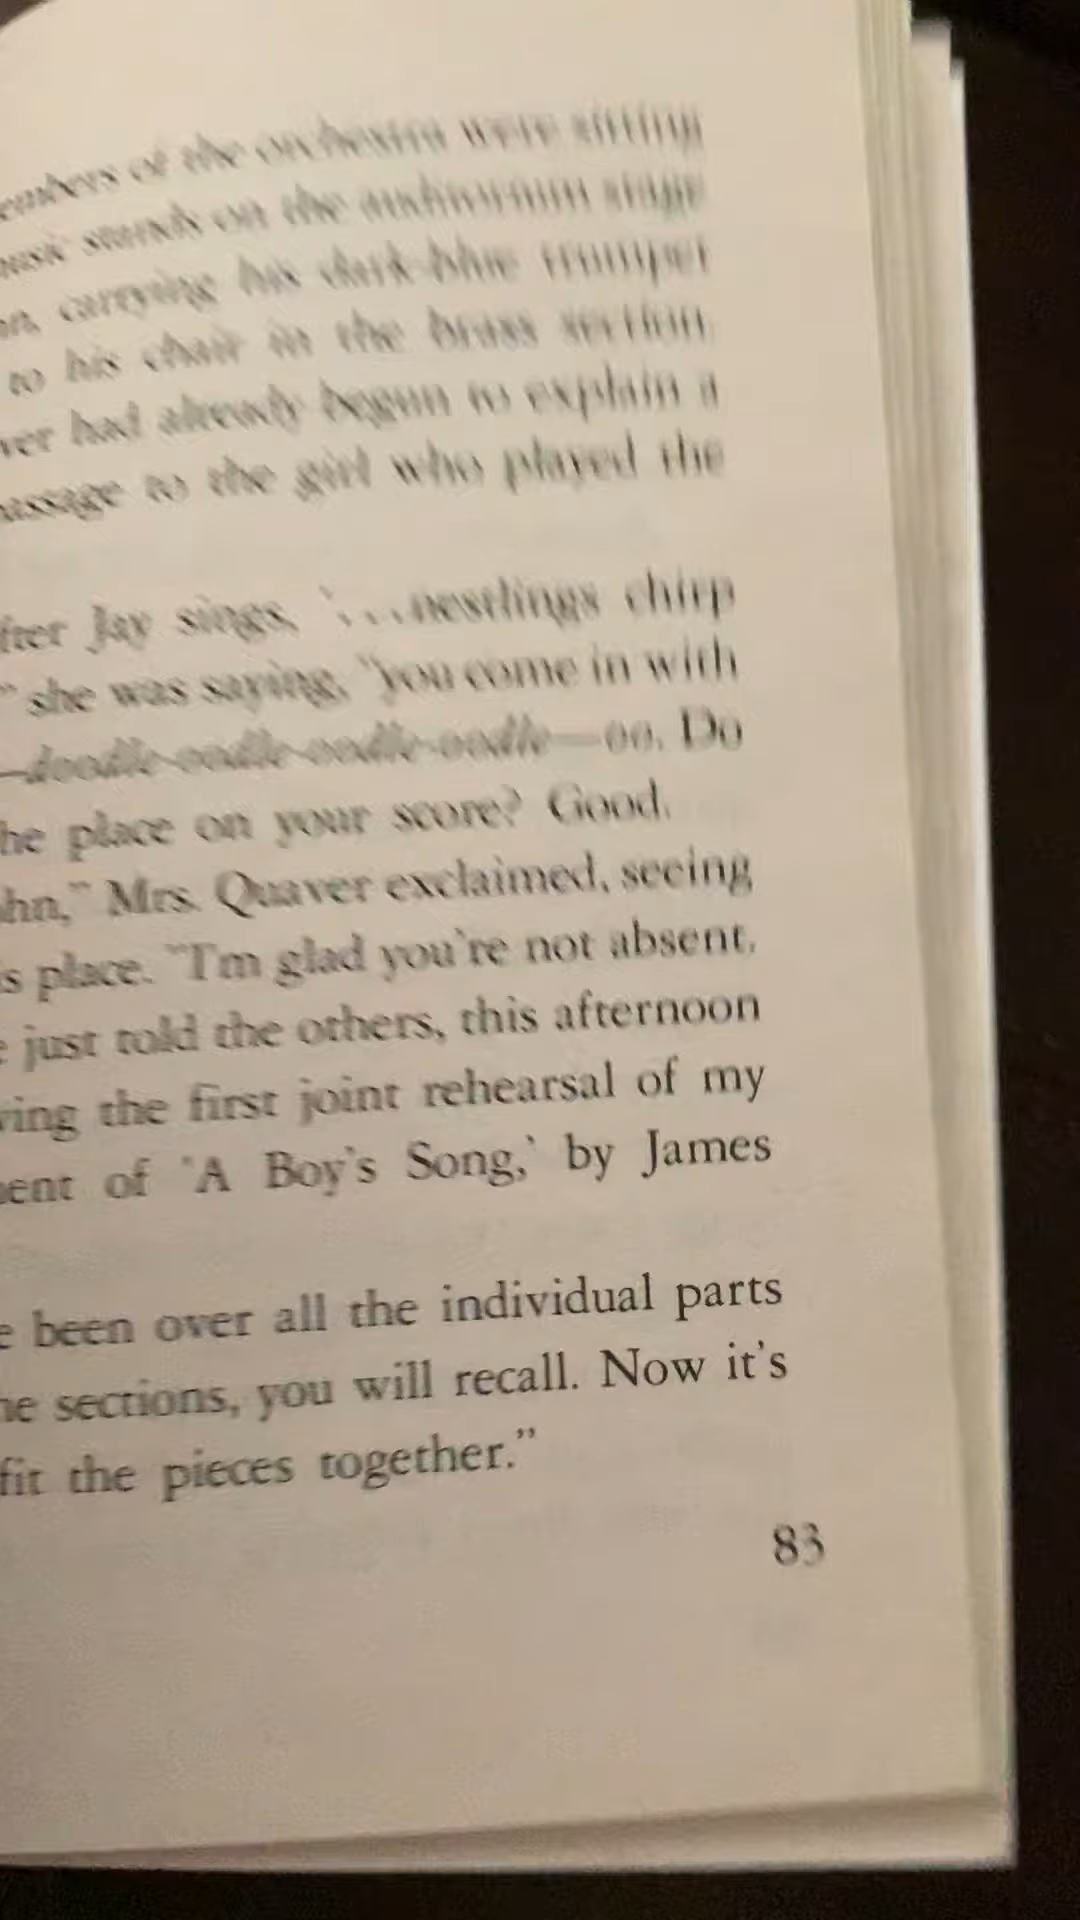 embers of the orchestra were sitting
music stands on the auditorium stage
carrying his dark-blue trumpet
to his chair in the brass section.
ver had already begun to explain a
assage to the girl who played the
fter Jay sings, '...nestlings chirp
" she was saying, "you come in with
—doodle-oodle-oodle-oodle—oo. Do
he place on your score? Good.
ohn," Mrs. Quaver exclaimed, seeing
is place. "I'm glad you're not absent.
e just told the others, this afternoon
ving the first joint rehearsal of my
ent of 'A Boy's Song,' by James
e been over all the individual parts
he sections, you will recall. Now it's
fit the pieces together."
83